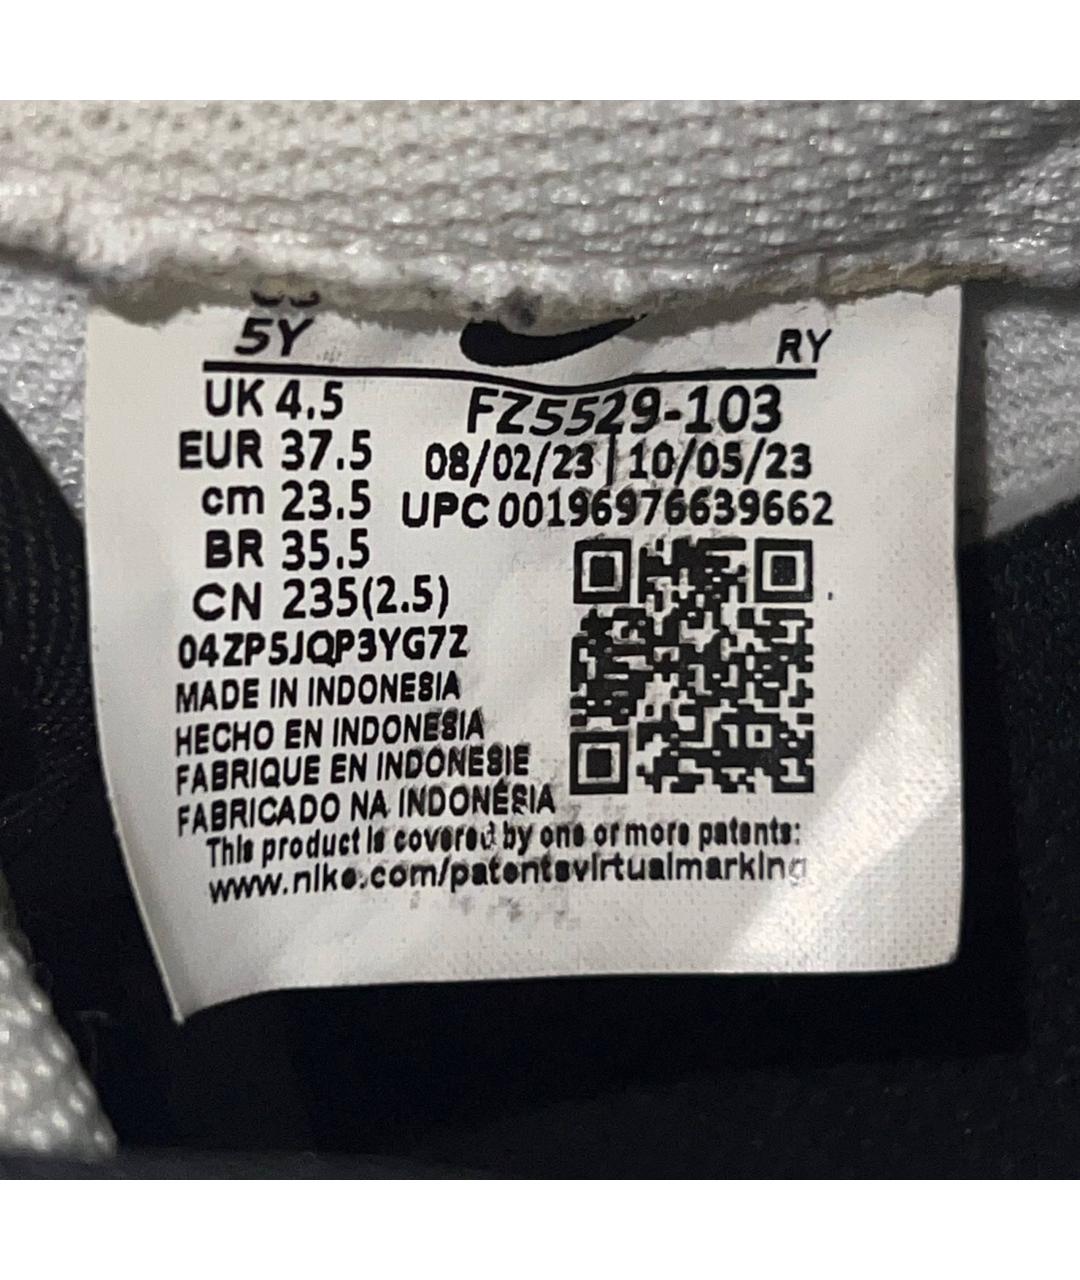 5Y
RY
UK 4.5
FZ5529-103
EUR 37.5
08/02/23 | 10/05/23
cm 23.5
UPC 00196976639662
BR 35.5
CN 235(2.5)
04ZP5JQP3YG7Z
MADE IN INDONESIA
HECHO EN INDONESIA
FABRIQUE EN INDONESIE
FABRICADO NA INDONÉSIA
This product is covered by one or more patents:
www.nike.com/patentsvirtualmarking